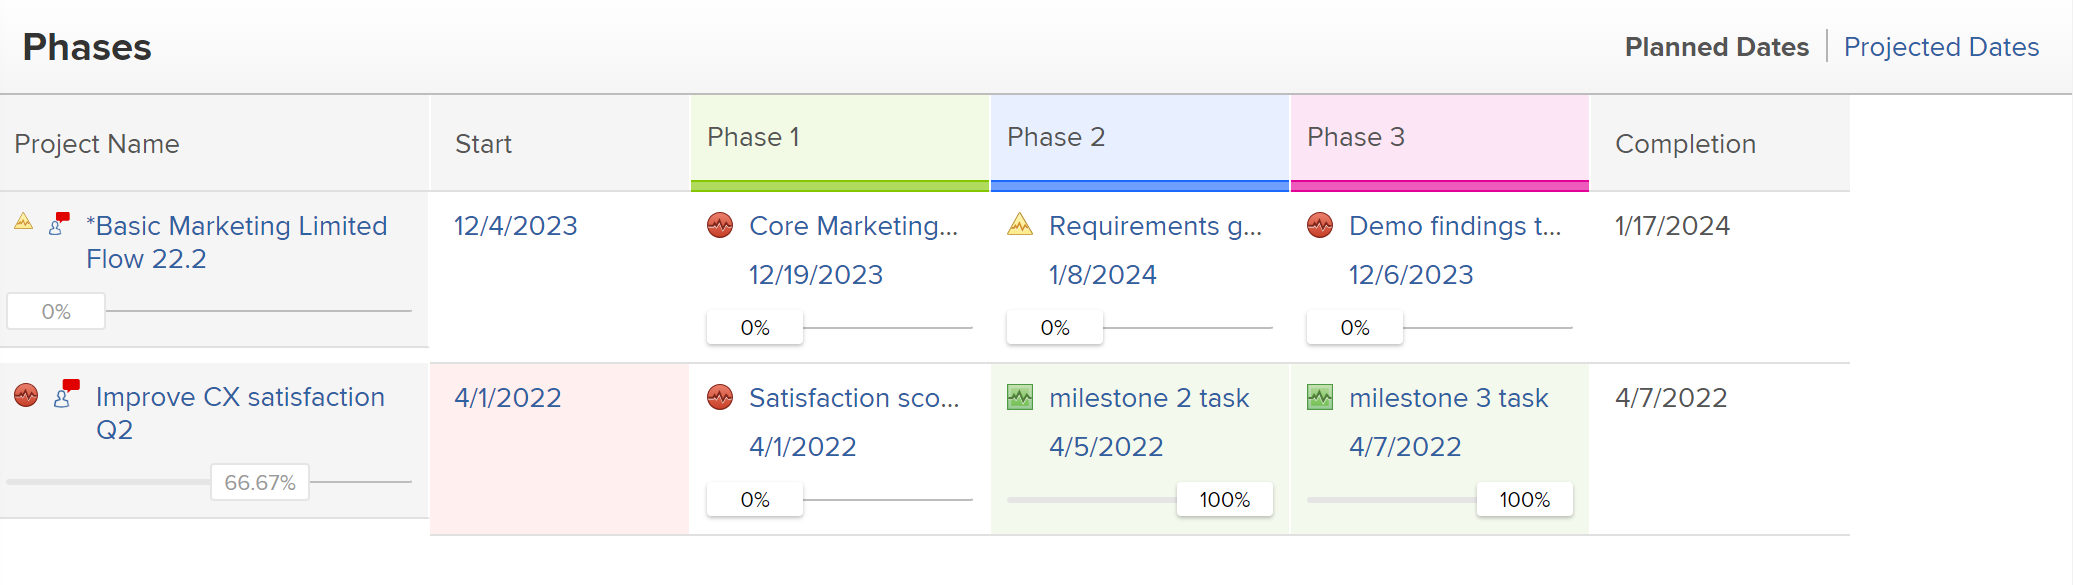 Phases
Planned Dates
Projected Dates
Project Name
Start
Phase 1
Phase 2
Phase 3
Completion
*Basic Marketing Limited
Flow 22.2
0%
12/4/2023
Core Marketing...
12/19/2023
0%
Requirements g...
1/8/2024
0%
Demo findings t...
12/6/2023
0%
1/17/2024
Improve CX satisfaction
Q2
66.67%
4/1/2022
Satisfaction sco...
4/1/2022
0%
milestone 2 task
4/5/2022
100%
milestone 3 task
4/7/2022
100%
4/7/2022